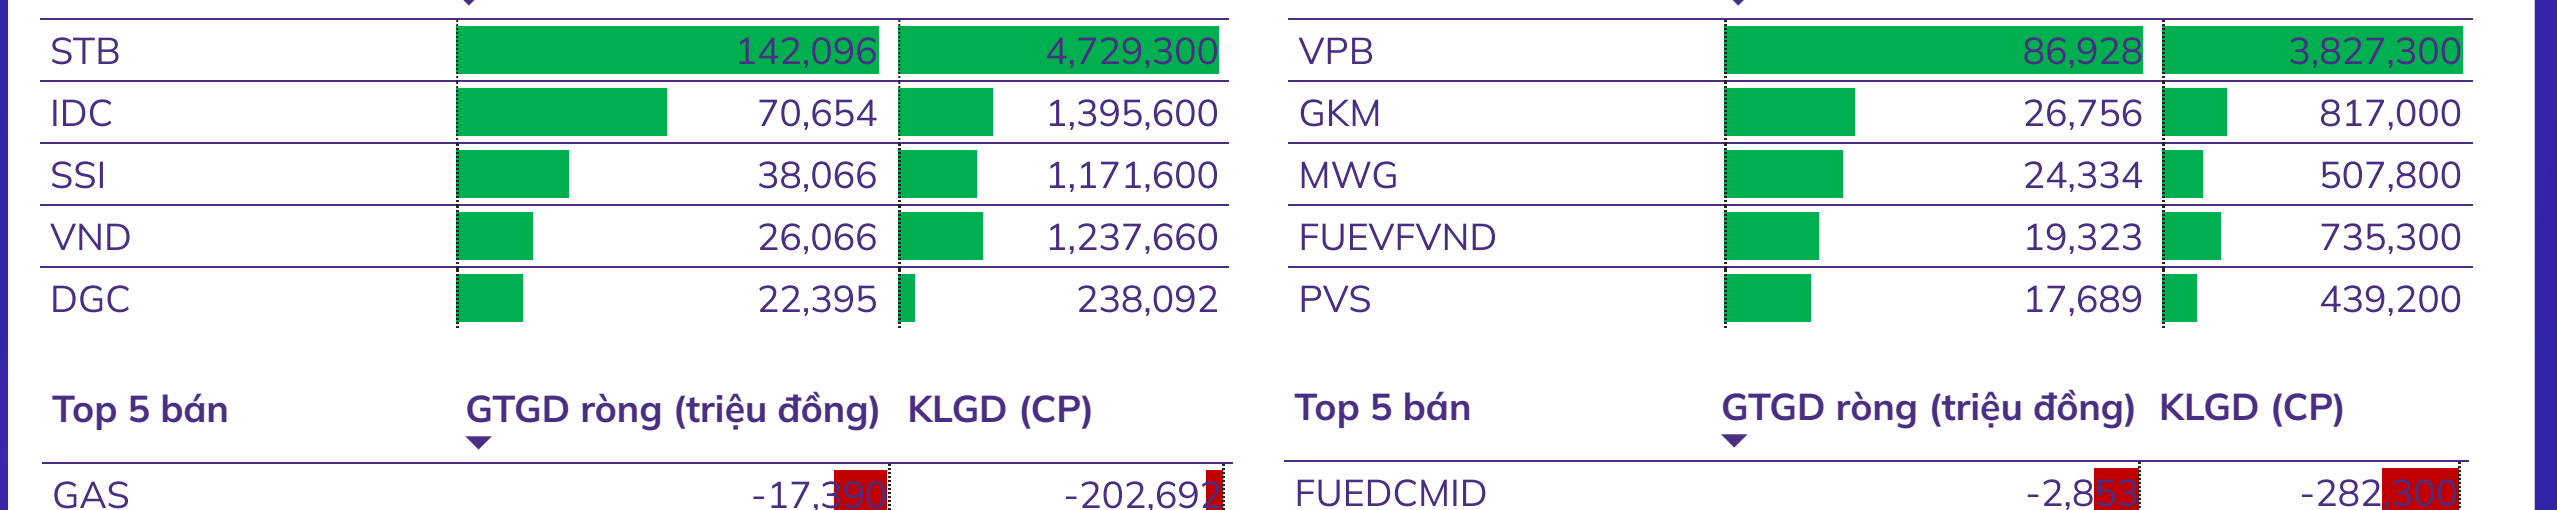 STB 142,096 4,729,300
IDC 70,654 1,395,600
SSI 38,066 1,171,600
VND 26,066 1,237,660
DGC 22,395 238,092
Top 5 bán GTGD ròng (triệu đồng) KLGD (CP)
GAS -17,390 -202,692
VPB 86,928 3,827,300
GKM 26,756 817,000
MWG 24,334 507,800
FUEVFVND 19,323 735,300
PVS 17,689 439,200
Top 5 bán GTGD ròng (triệu đồng) KLGD (CP)
FUEDCMID -2,853 -282,300